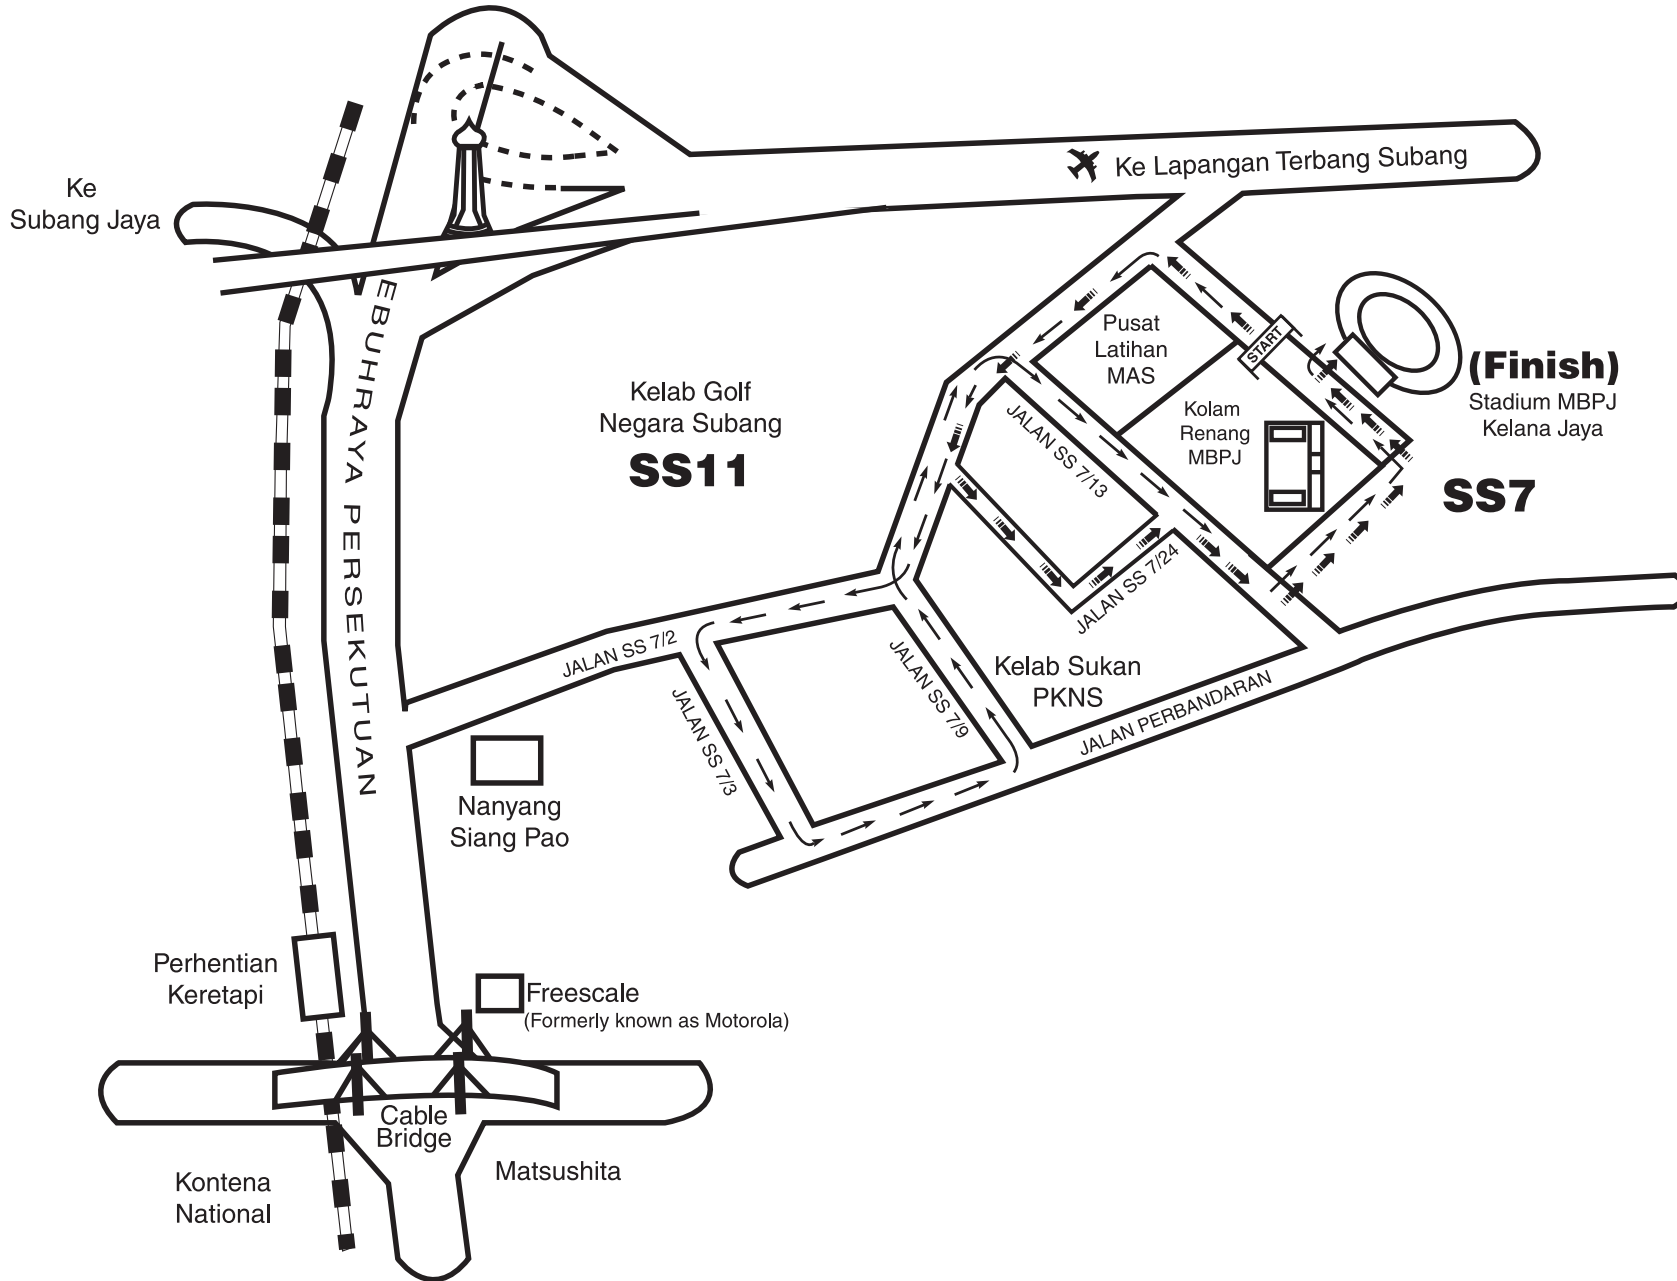 Ke Lapangan Terbang Subang
Ke
Subang Jaya
EBUHRAYA PERSEKUTUAN
Pusat
Latihan
MAS
START
(Finish)
Stadium MBPJ
Kelana Jaya
Kelab Golf
Negara Subang
SS11
JALAN SS 7/13
Kolam
Renang
MBPJ
SS7
JALAN SS 7/24
JALAN SS 7/2
JALAN SS 7/9
Kelab Sukan
PKNS
JALAN SS 7/3
JALAN PERBANDARAN
Nanyang
Siang Pao
Perhentian
Keretapi
Freescale
(Formerly known as Motorola)
Cable
Bridge
Matsushita
Kontena
National